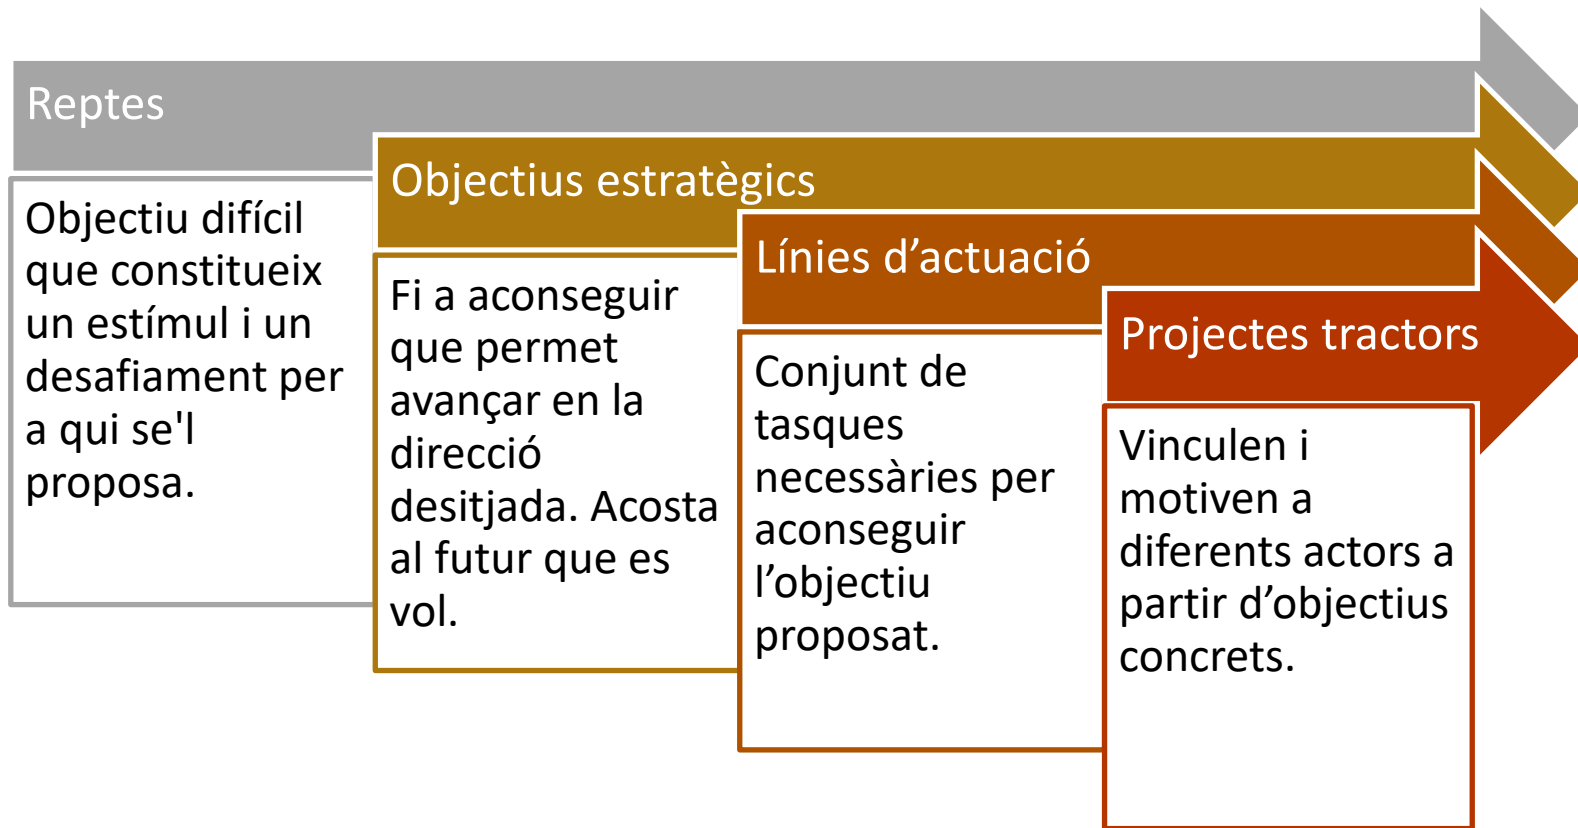 Reptes
Objectiu difícil
que constitueix
un estímul i un
desafiament per
a qui se'l
proposa.
Objectius estratègics
Fi a aconseguir
que permet
avançar en la
direcció
desitjada. Acosta
al futur que es
vol.
Línies d’actuació
Conjunt de
tasques
necessàries per
aconseguir
l’objectiu
proposat.
Projectes tractors
Vinculen i
motiven a
diferents actors a
partir d’objectius
concrets.